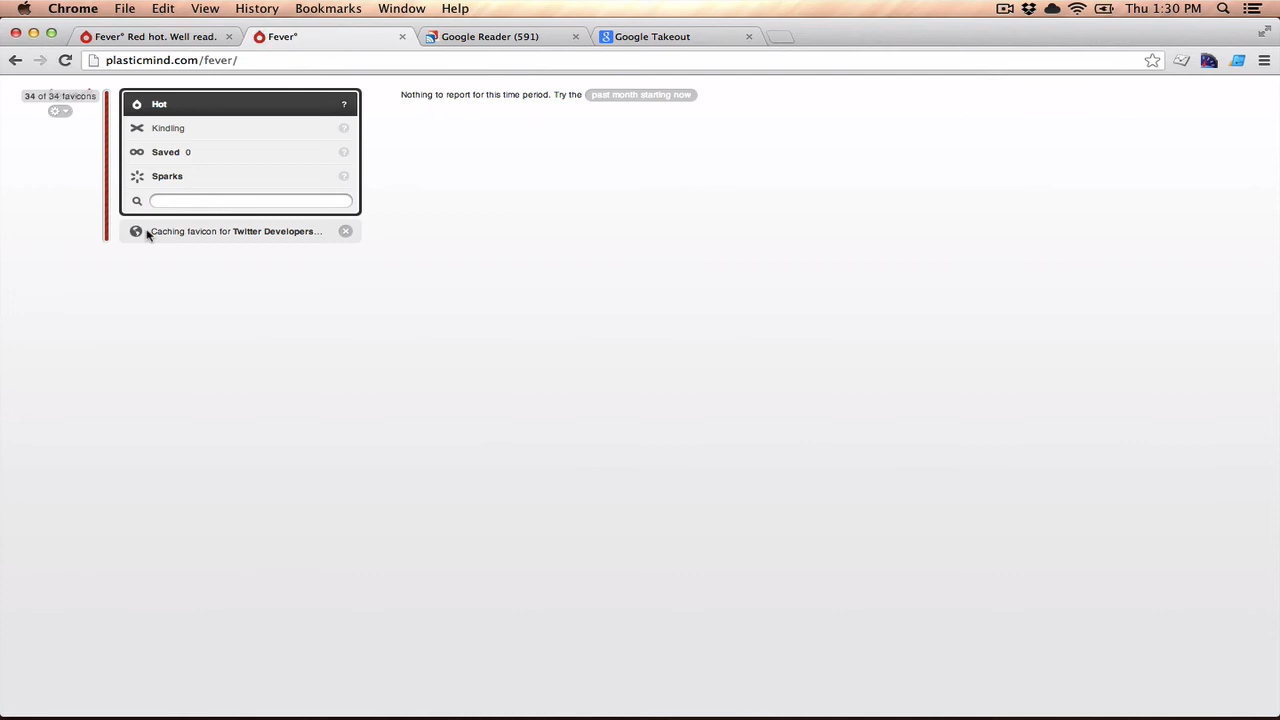 Chrome File Edit View History Bookmarks Window Help Thu 1:30 PM
Fever° Red hot. Well read. Fever° Google Reader (591) Google Takeout
plasticmind.com/fever/
34 of 34 favicons
Hot ?
Nothing to report for this time period. Try the past month starting now
Kindling ?
Saved 0 ?
Sparks ?
Caching favicon for Twitter Developers...